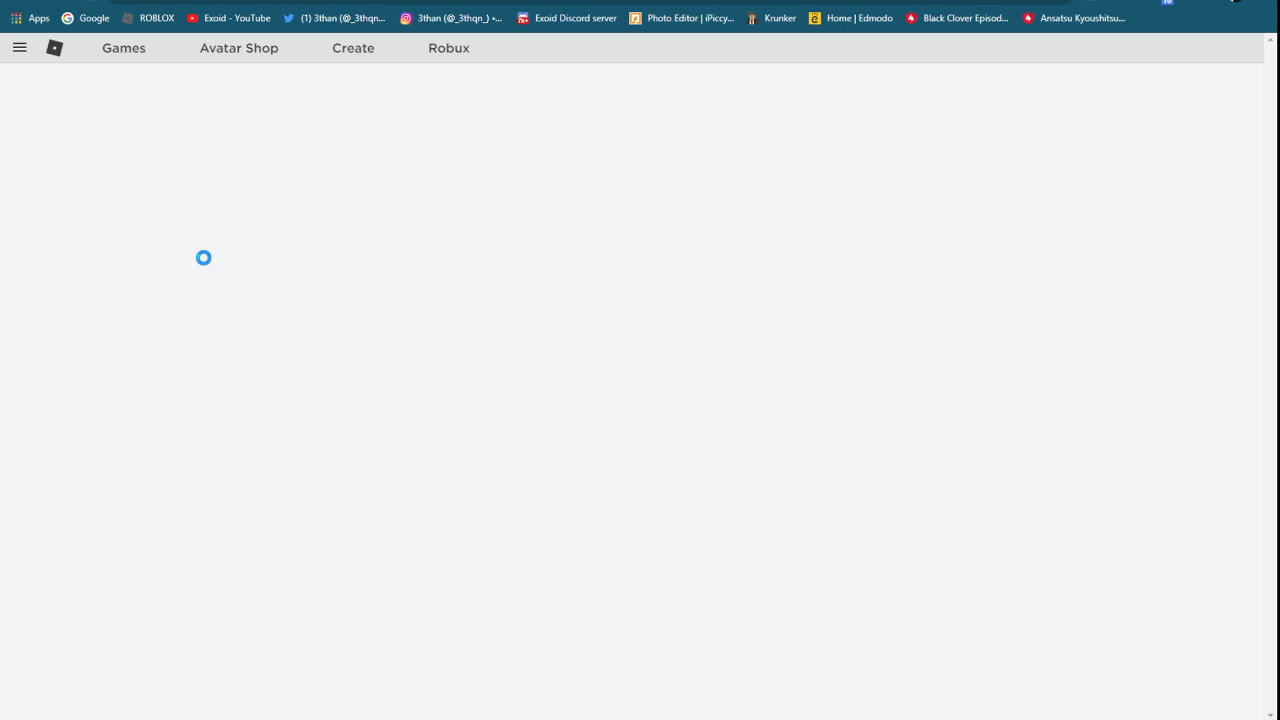 Apps Google ROBLOX Exoid - YouTube (1) 3than (@_3thqn... 3than (@_3thqn_) •... Exoid Discord server Photo Editor | iPiccy... Krunker Home | Edmodo Black Clover Episod... Ansatsu Kyoushitsu...
Games Avatar Shop Create Robux